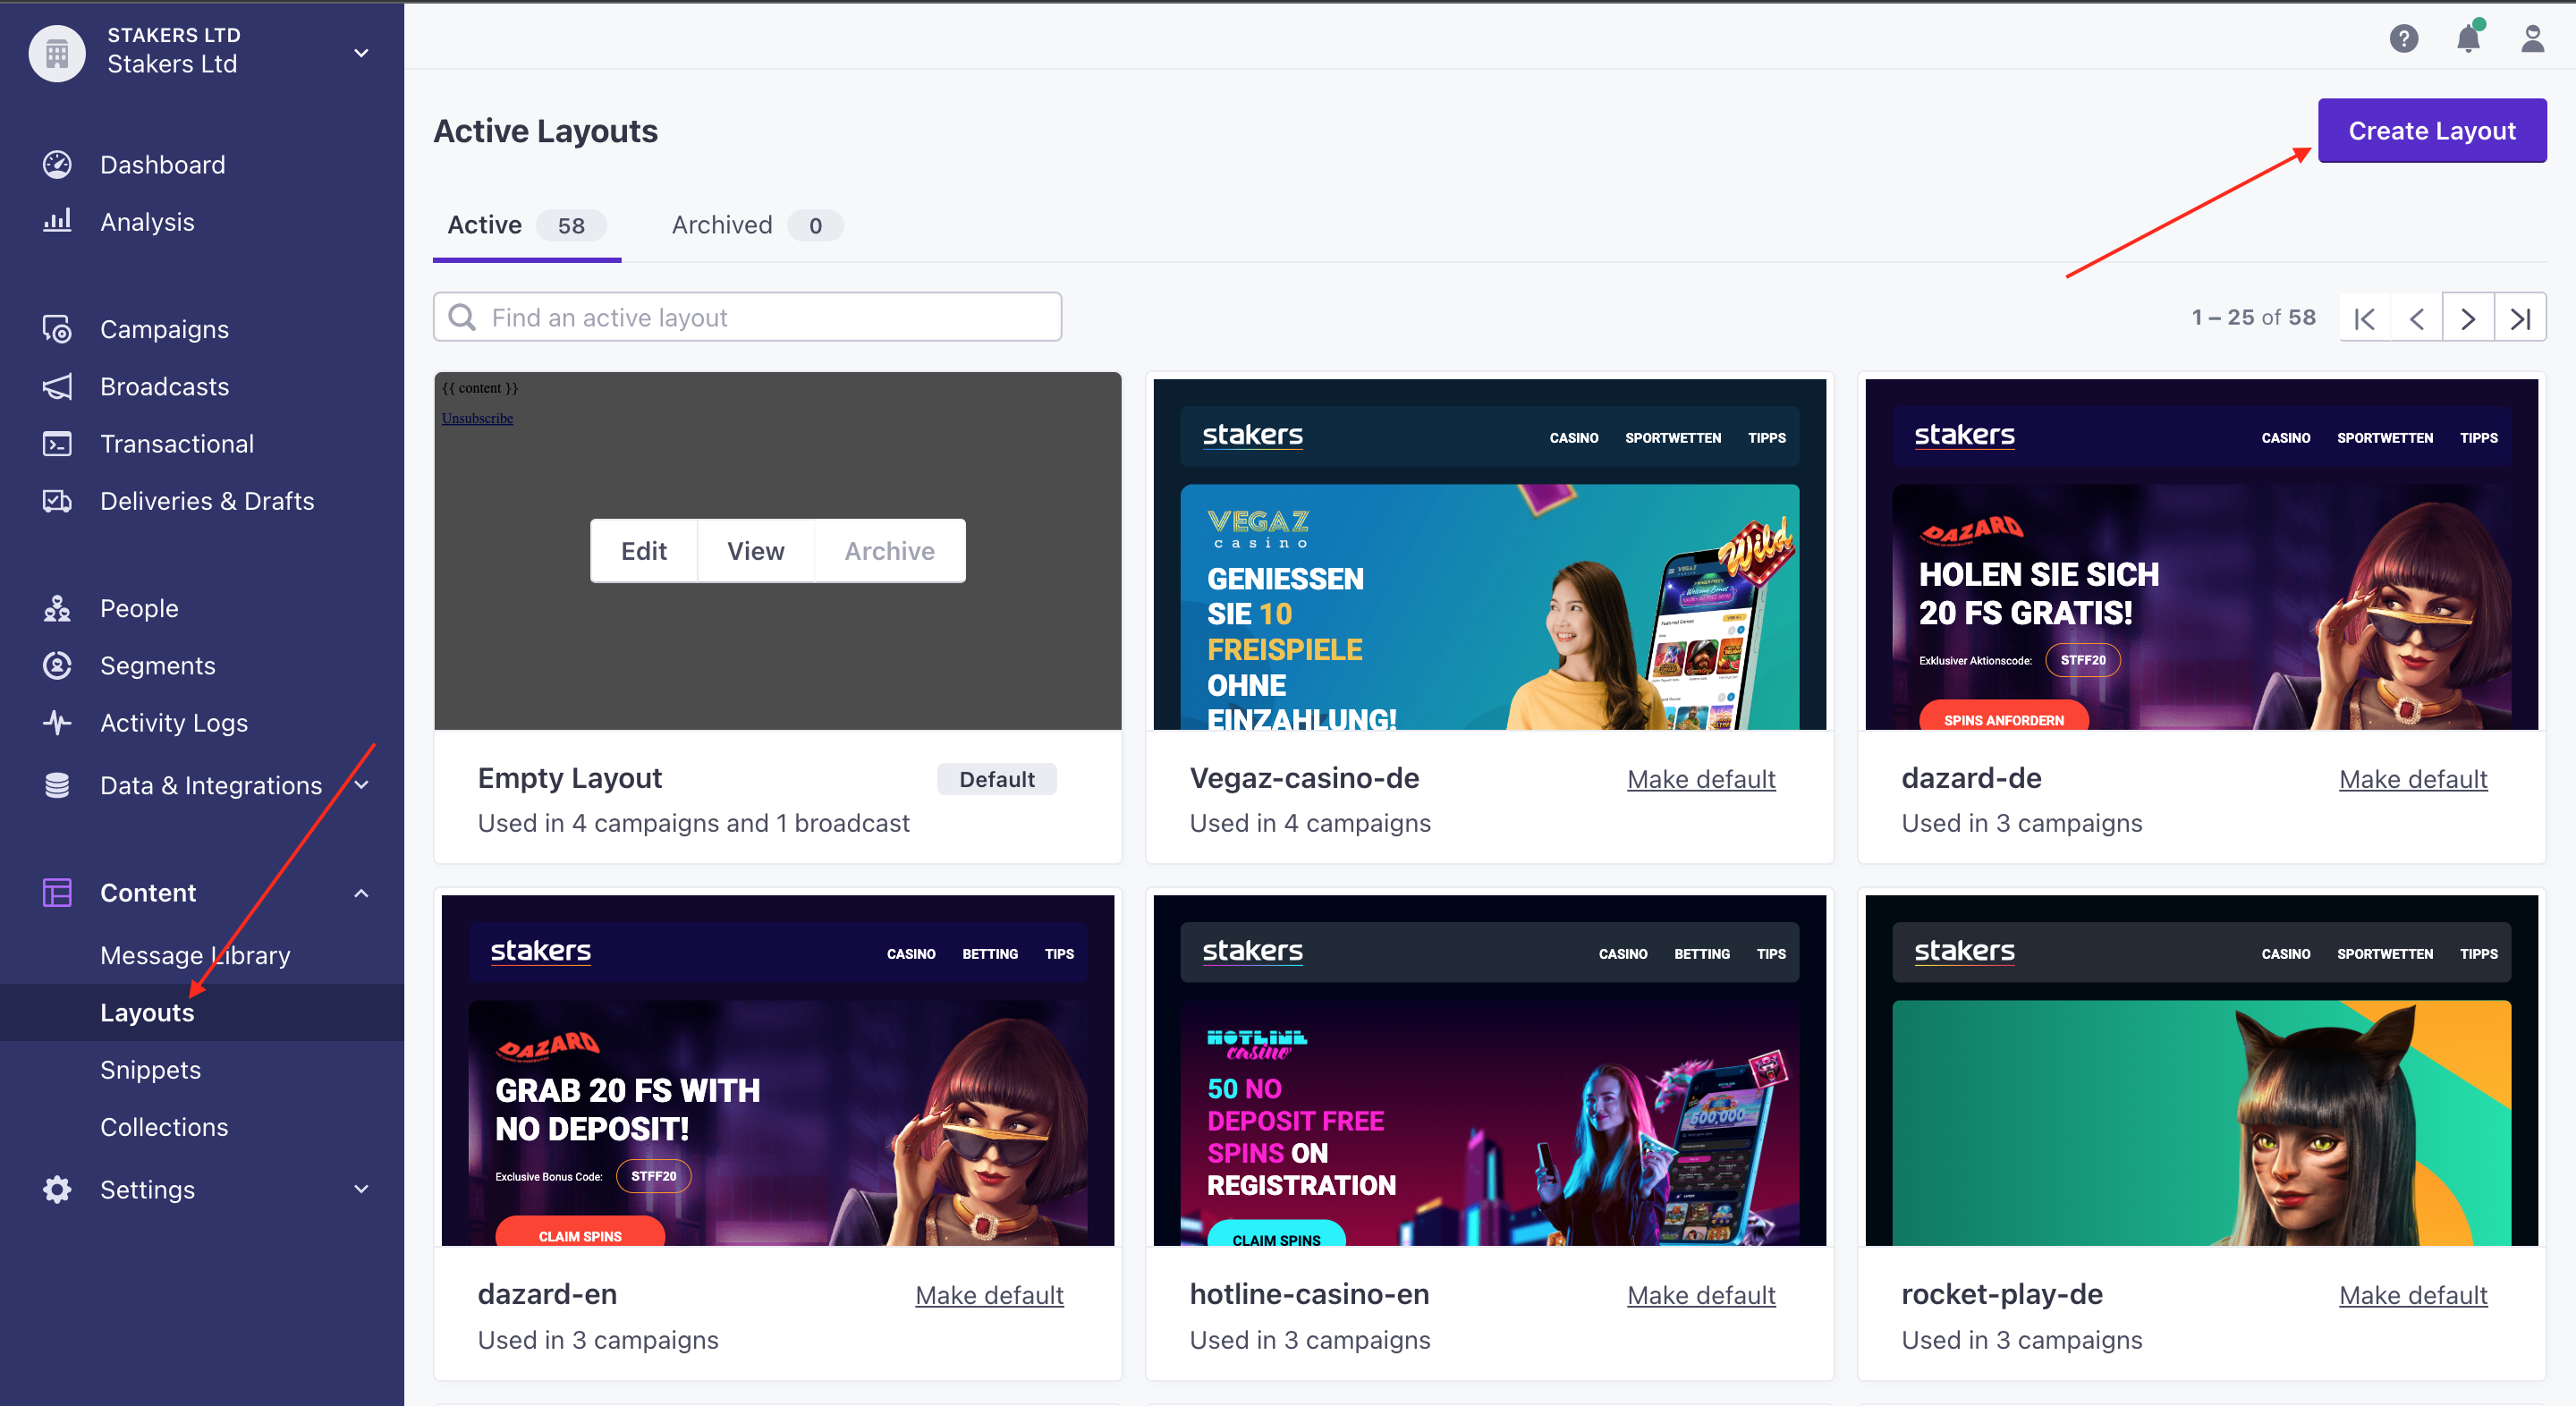 STAKERS LTD
Stakers Ltd
Dashboard
Analysis
Campaigns
Broadcasts
Transactional
Deliveries & Drafts
People
Segments
Activity Logs
Data & Integrations
Content
Message Library
Layouts
Snippets
Collections
Settings
Active Layouts
Create Layout
Active 58
Archived 0
Find an active layout
1 – 25 of 58
{{ content }}
Unsubscribe
Edit View Archive
Empty Layout Default
Used in 4 campaigns and 1 broadcast
stakers CASINO SPORTWETTEN TIPPS
VEGAZ
casino
GENIESSEN
SIE 10
FREISPIELE
OHNE
EINZAHLUNG!
Wild
Vegaz-casino-de Make default
Used in 4 campaigns
stakers CASINO SPORTWETTEN TIPPS
DAZARD
HOLEN SIE SICH
20 FS GRATIS!
Exklusiver Aktionscode: STFF20
SPINS ANFORDERN
dazard-de Make default
Used in 3 campaigns
stakers CASINO BETTING TIPS
DAZARD
GRAB 20 FS WITH
NO DEPOSIT!
Exclusive Bonus Code: STFF20
CLAIM SPINS
dazard-en Make default
Used in 3 campaigns
stakers CASINO BETTING TIPS
HOTLINE
casino
50 NO
DEPOSIT FREE
SPINS ON
REGISTRATION
CLAIM SPINS
500,000
hotline-casino-en Make default
Used in 3 campaigns
stakers CASINO SPORTWETTEN TIPPS
rocket-play-de Make default
Used in 3 campaigns